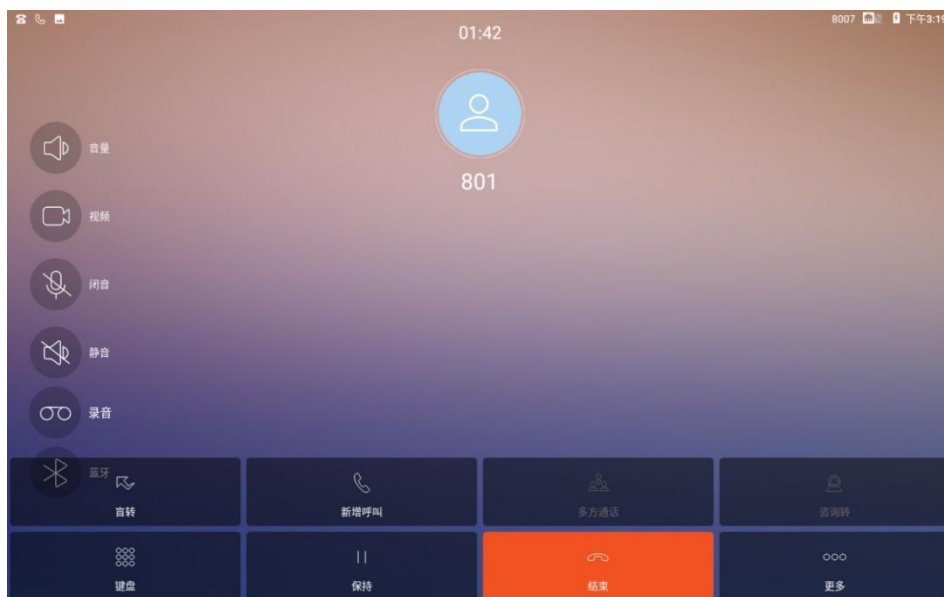 8007 下午3:19
01:42
801
音量
视频
闭音
静音
录音
蓝牙
盲转 新增呼叫 多方通话 咨询转
键盘 保持 结束 更多